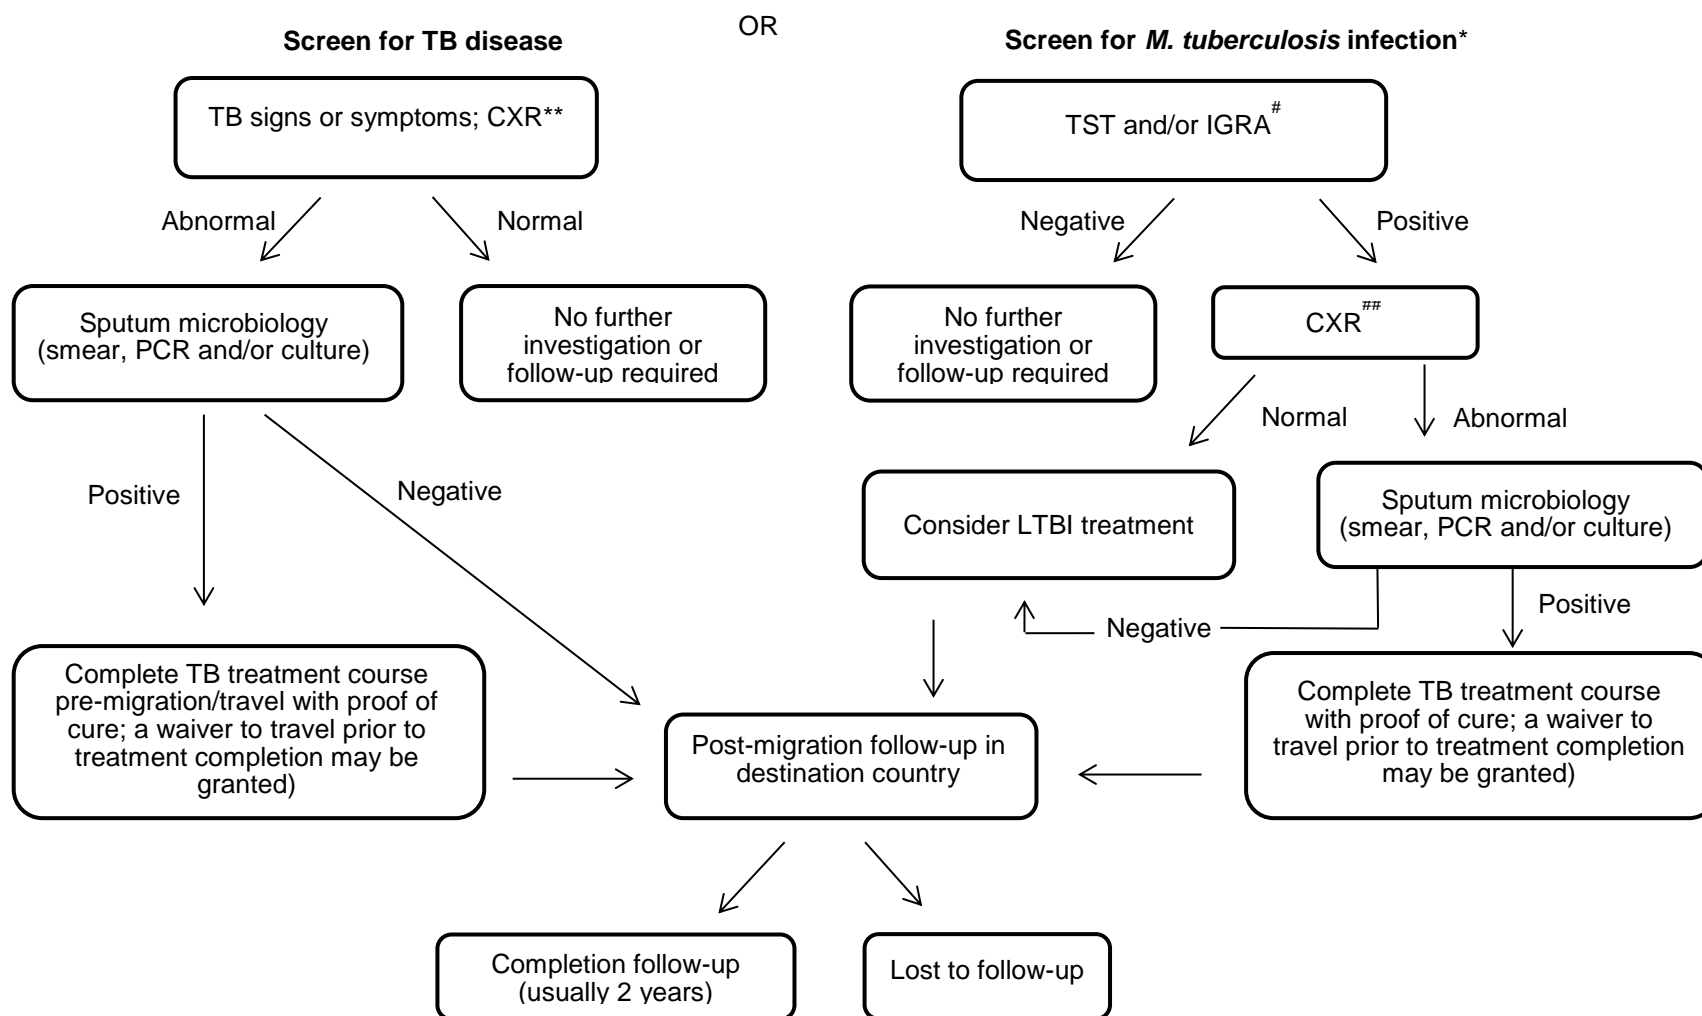 OR
Screen for TB disease
Screen for M. tuberculosis infection*
TB signs or symptoms; CXR**
TST and/or IGRA#
Abnormal
Normal
Negative
Positive
Sputum microbiology
(smear, PCR and/or culture)
No further
investigation or
follow-up required
No further
investigation or
follow-up required
CXR##
Normal
Abnormal
Positive
Negative
Consider LTBI treatment
Sputum microbiology
(smear, PCR and/or culture)
Negative
Positive
Complete TB treatment course
pre-migration/travel with proof of
cure; a waiver to travel prior to
treatment completion may be
granted)
Post-migration follow-up in
destination country
Complete TB treatment course
with proof of cure; a waiver to
travel prior to treatment completion
may be granted)
Completion follow-up
(usually 2 years)
Lost to follow-up